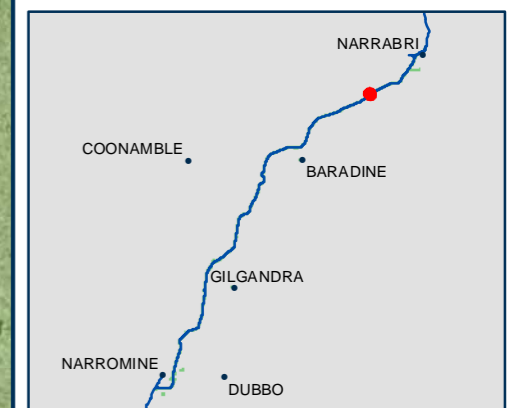 NARRABRI
COONAMBLE
BARADINE
GILGANDRA
NARROMINE
DUBBO